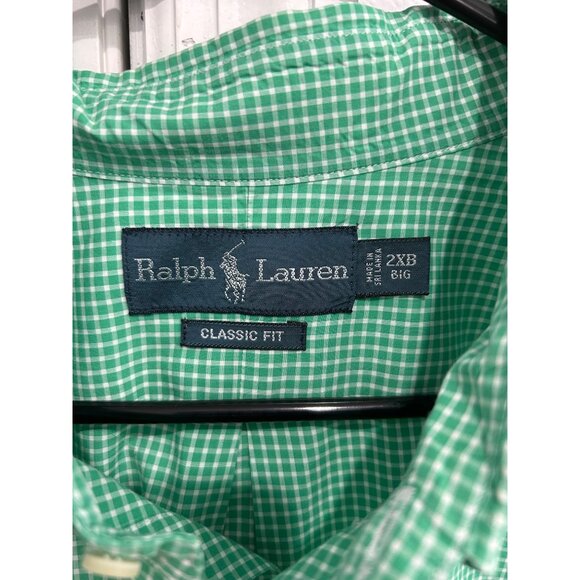 Ralph Lauren
MADE IN
SRI LANKA
2XB
BIG
CLASSIC FIT